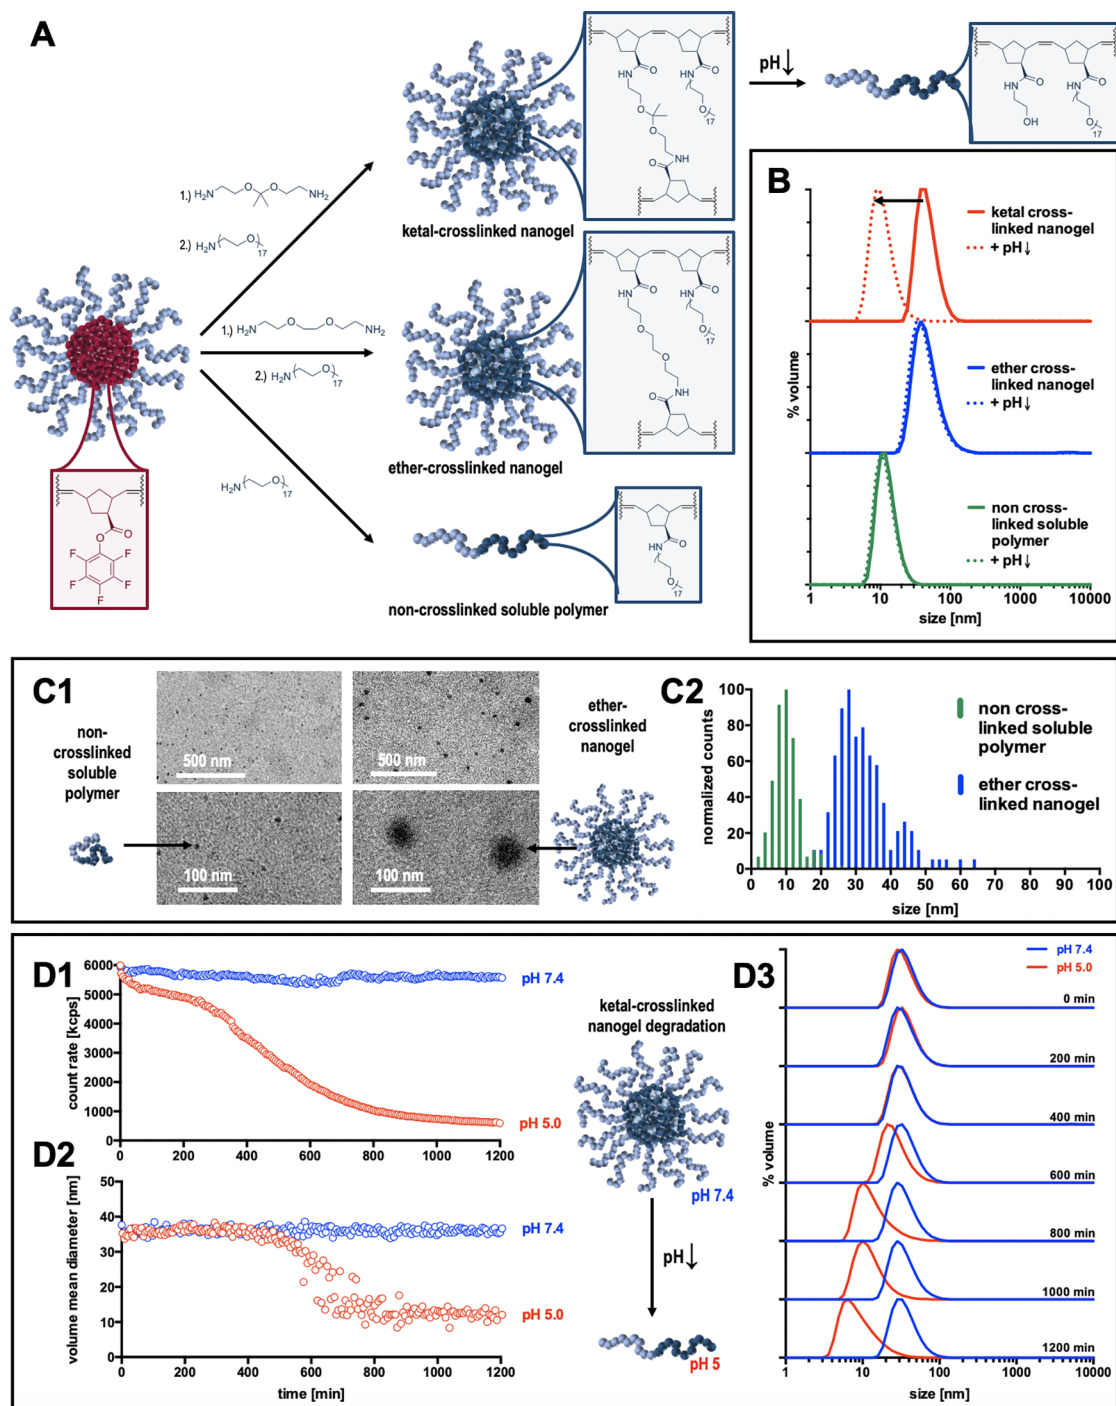 A
1.) H2N O O NH2
2.) H2N O 17
ketal-crosslinked nanogel
HN O HN O
O O 17
O
NH
O
pH↓
HN O HN O
OH O 17
1.) H2N O O NH2
2.) H2N O 17
ether-crosslinked nanogel
HN O HN O
O O 17
O
HN
O
H2N O 17
non-crosslinked soluble polymer
HN O
O 17
O O
F F
F F
F
B
ketal cross-
linked nanogel
+ pH↓
ether cross-
linked nanogel
+ pH↓
non cross-
linked soluble
polymer
+ pH↓
% volume
1 10 100 1000 10000
size [nm]
C1
non-
crosslinked
soluble
polymer
500 nm
500 nm
100 nm
100 nm
ether-
crosslinked
nanogel
C2
normalized counts
100
80
60
40
20
0
0 10 20 30 40 50 60 70 80 90 100
size [nm]
non cross-
linked soluble
polymer
ether cross-
linked nanogel
D1
count rate [kcps]
6000
5000
4000
3000
2000
1000
0
0 200 400 600 800 1000 1200
pH 7.4
pH 5.0
D2
volume mean diameter [nm]
50
40
30
20
10
0
0 200 400 600 800 1000 1200
time [min]
pH 7.4
pH 5.0
ketal-crosslinked
nanogel degradation
pH 7.4
pH↓
pH 5
D3
pH 7.4
pH 5.0
0 min
200 min
400 min
600 min
800 min
1000 min
1200 min
% volume
1 10 100 1000 10000
size [nm]